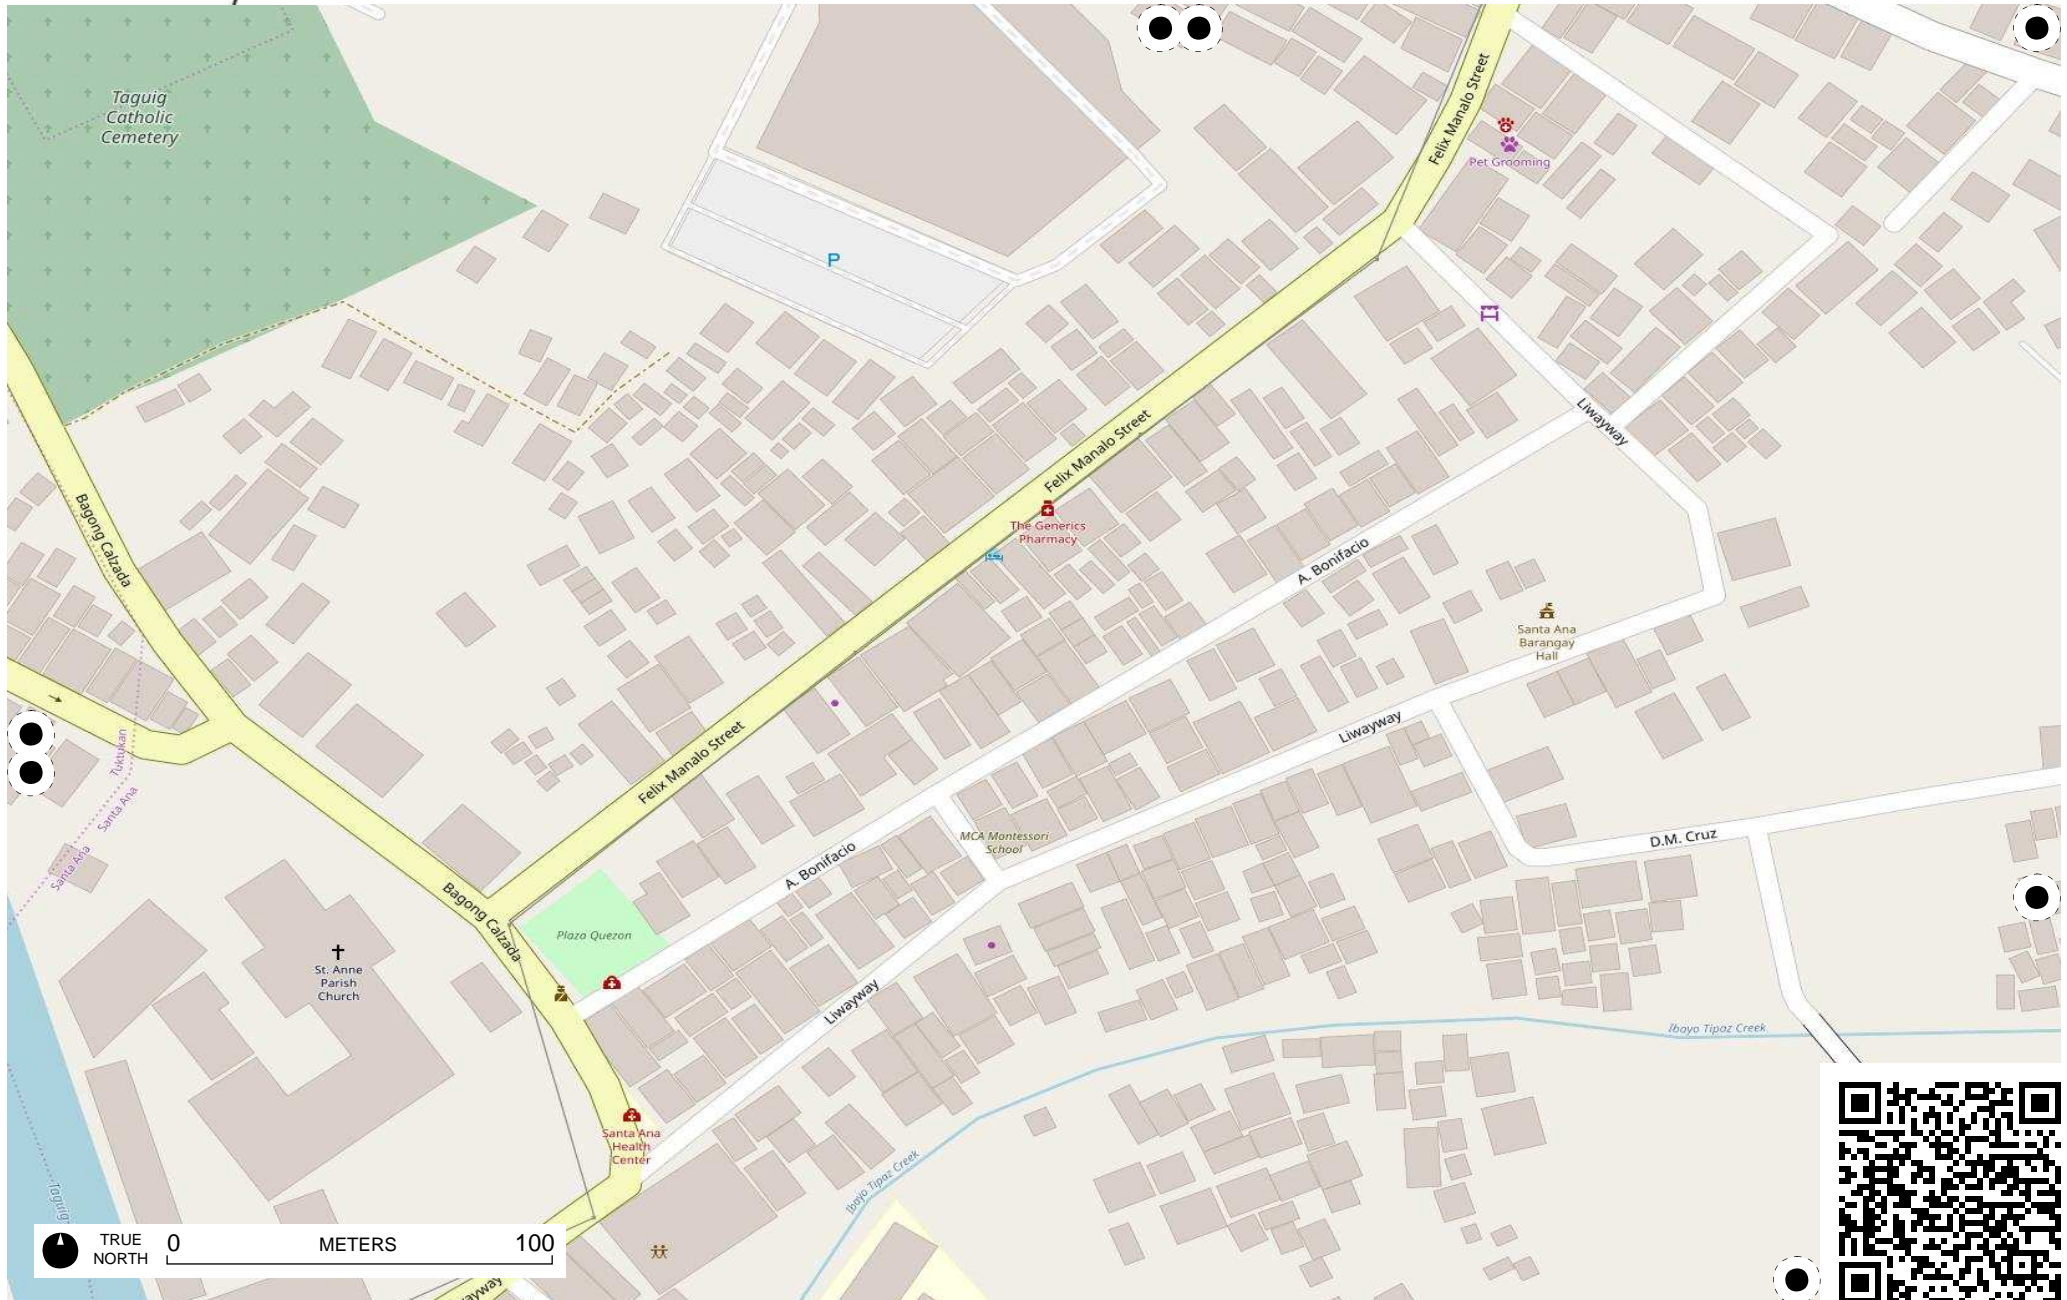 Taguig
Catholic
Cemetery
Felix Manalo Street
Pet Grooming
P
Liwayway
Felix Manalo Street
Bagong Calzada
The Generics
Pharmacy
A. Bonifacio
Santa Ana
Barangay
Hall
Liwayway
Tuktukan
Santa Ana
Felix Manalo Street
MCA Montessori
School
D.M. Cruz
Santa Ana
A. Bonifacio
Bagong Calzada
Plaza Quezon
St. Anne
Parish
Church
Liwayway
Ibayo Tipaz Creek
Santa Ana
Health
Center
Ibayo Tipaz Creek
Taguig
TRUE
NORTH
0 METERS 100